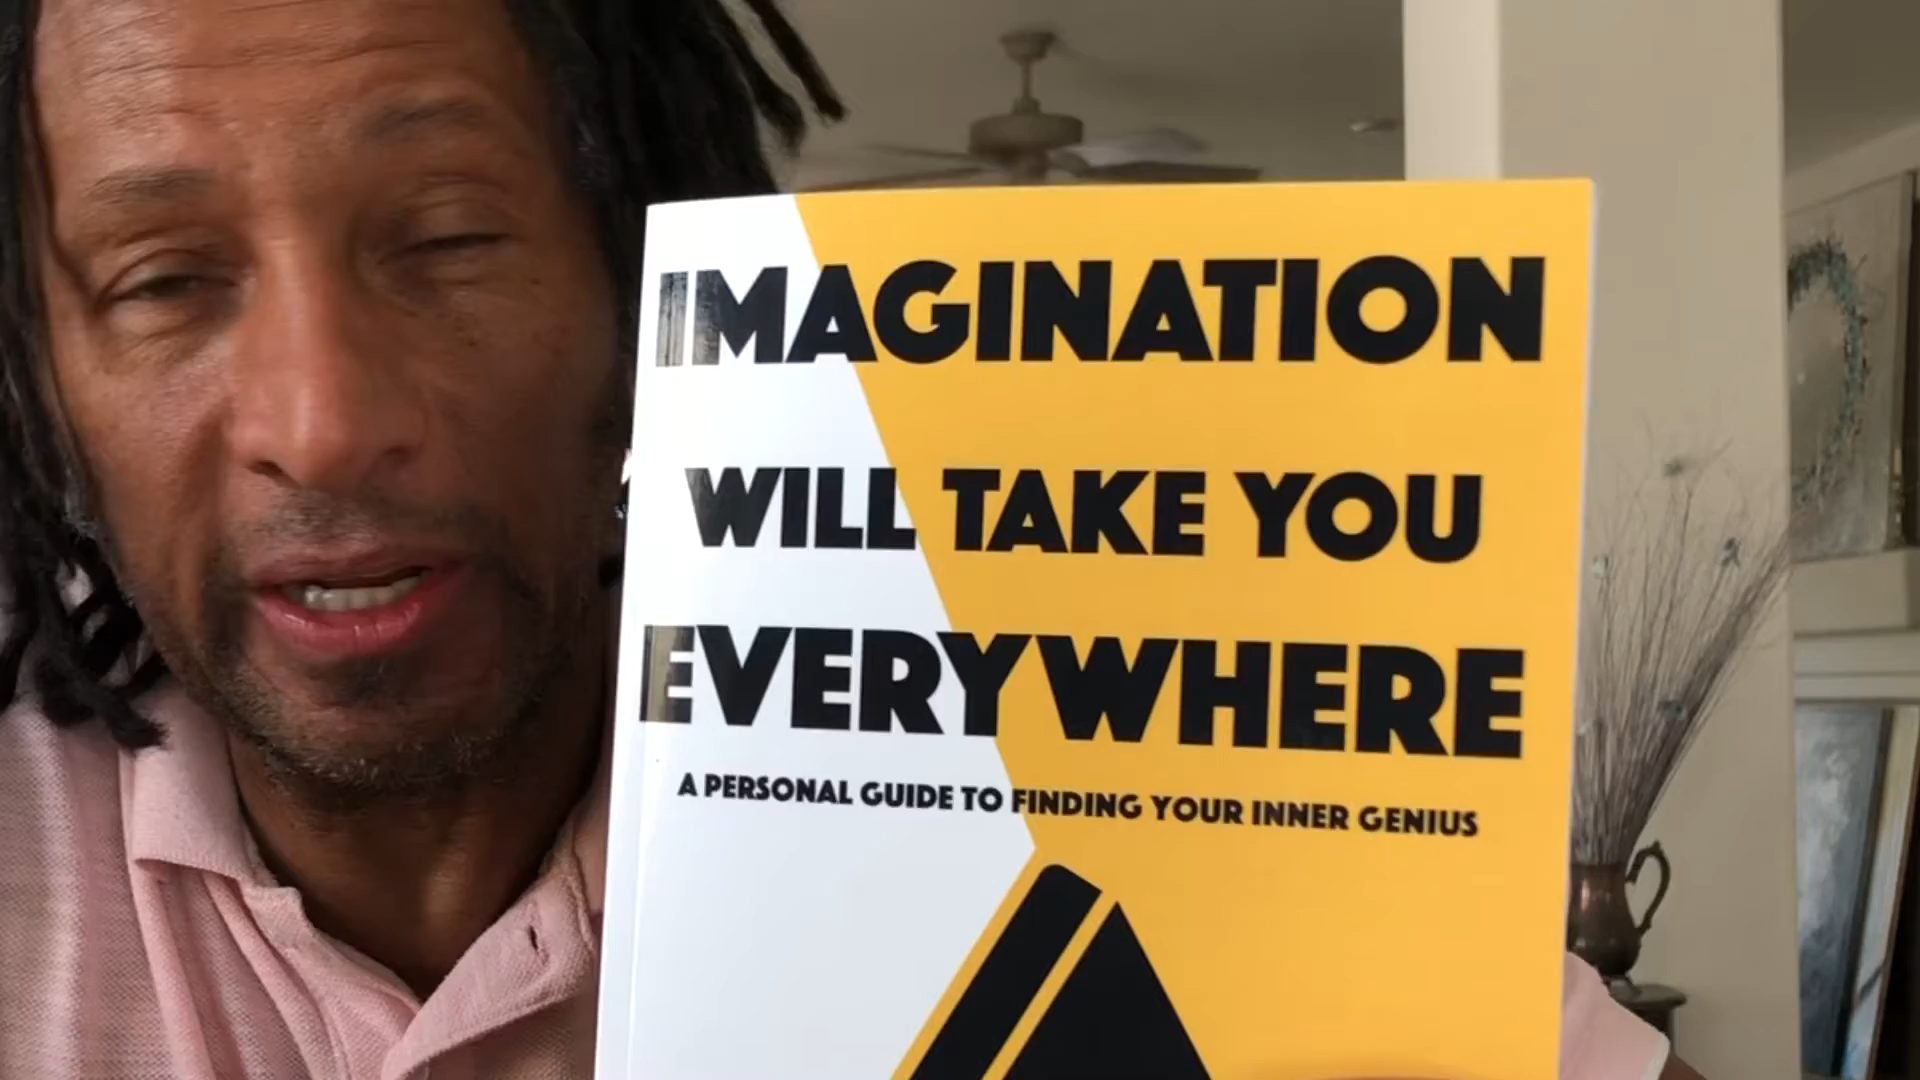 IMAGINATION
WILL TAKE YOU
EVERYWHERE
A PERSONAL GUIDE TO FINDING YOUR INNER GENIUS